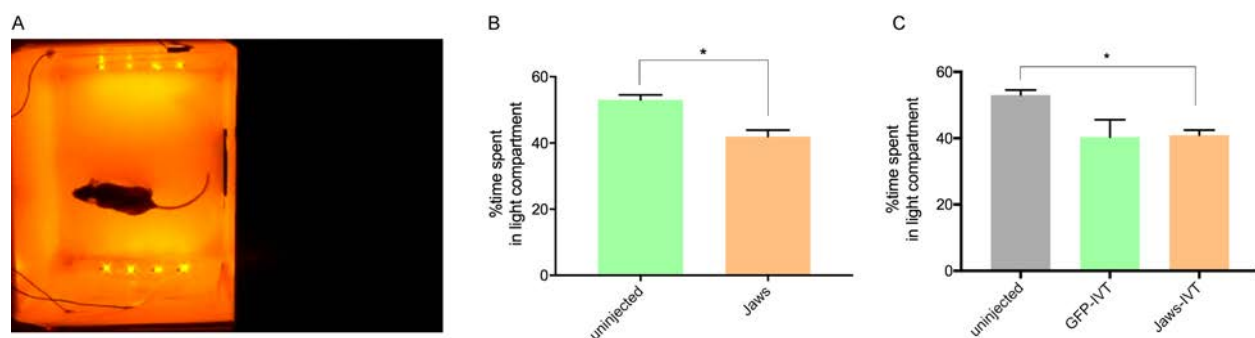 A
B
C
*
60
40
20
0
%time spent
in light compartment
uninjected
Jaws
*
60
40
20
0
%time spent
in light compartment
uninjected
GFP-IVT
Jaws-IVT